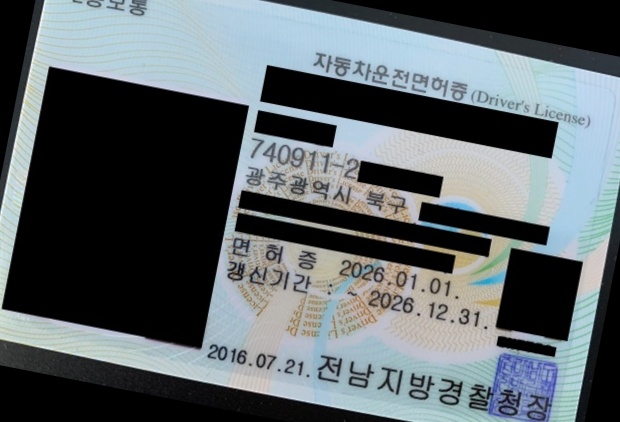 자동차운전면허증 (Driver's License)
740911-2
광주광역시 북구
면 허 증 2026.01.01.
갱신기간 : ~ 2026.12.31.
2016.07.21. 전남지방경찰청장